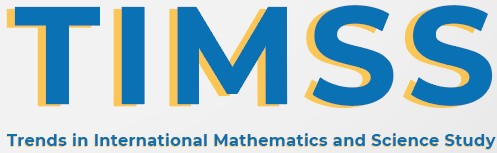 TIMSS
Trends in International Mathematics and Science Study